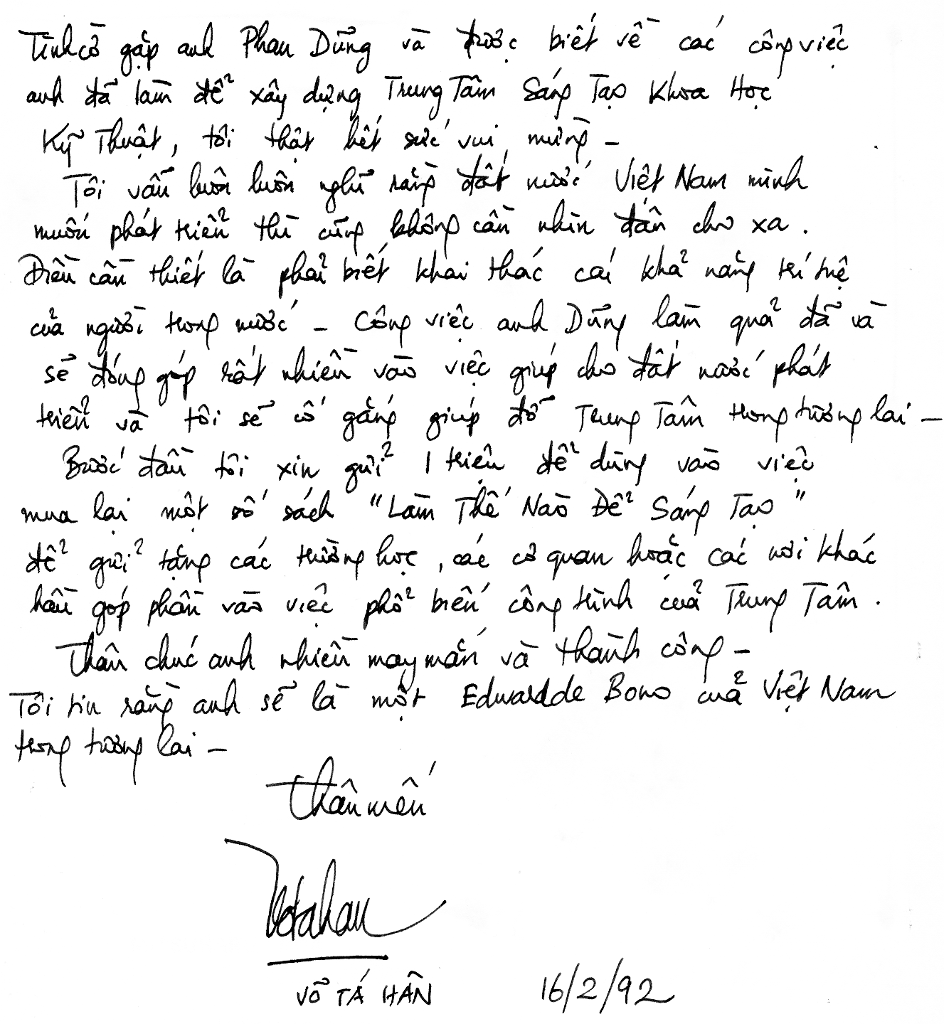 Tình cờ gặp anh Phan Dũng và được biết về các công việc
anh đã làm để xây dựng Trung Tâm Sáng Tạo Khoa Học
Kỹ Thuật, tôi thật hết sức vui mừng –
Tôi vẫn luôn luôn nghĩ rằng đất nước Việt Nam mình
muốn phát triển thì cũng không cần nhìn đến cho xa.
Điều cần thiết là phải biết khai thác cái khả năng trí tuệ
của người trong nước – Công việc anh Dũng làm quả đã và
sẽ đóng góp rất nhiều vào việc giúp cho đất nước phát
triển và tôi sẽ cố gắng giúp đỡ Trung Tâm trong tương lai –
Bước đầu tôi xin gửi 1 triệu để dùng vào việc
mua lại một số sách "Làm Thế Nào Để Sáng Tạo"
để gửi tặng các trường học, các cơ quan hoặc các nơi khác
hầu góp phần vào việc phổ biến công trình của Trung Tâm.
Thân chúc anh nhiều may mắn và thành công –
Tôi tin rằng anh sẽ là một Edward de Bono của Việt Nam
trong tương lai –
Thân mến
Votahan
VÕ TÁ HÂN 16/2/92